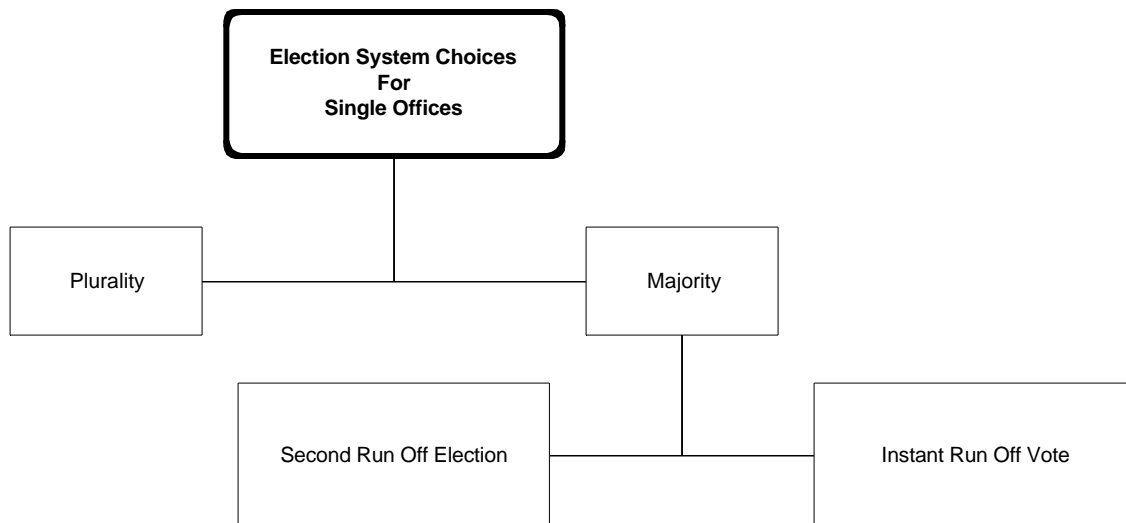 Election System Choices
For
Single Offices
Plurality
Majority
Second Run Off Election
Instant Run Off Vote